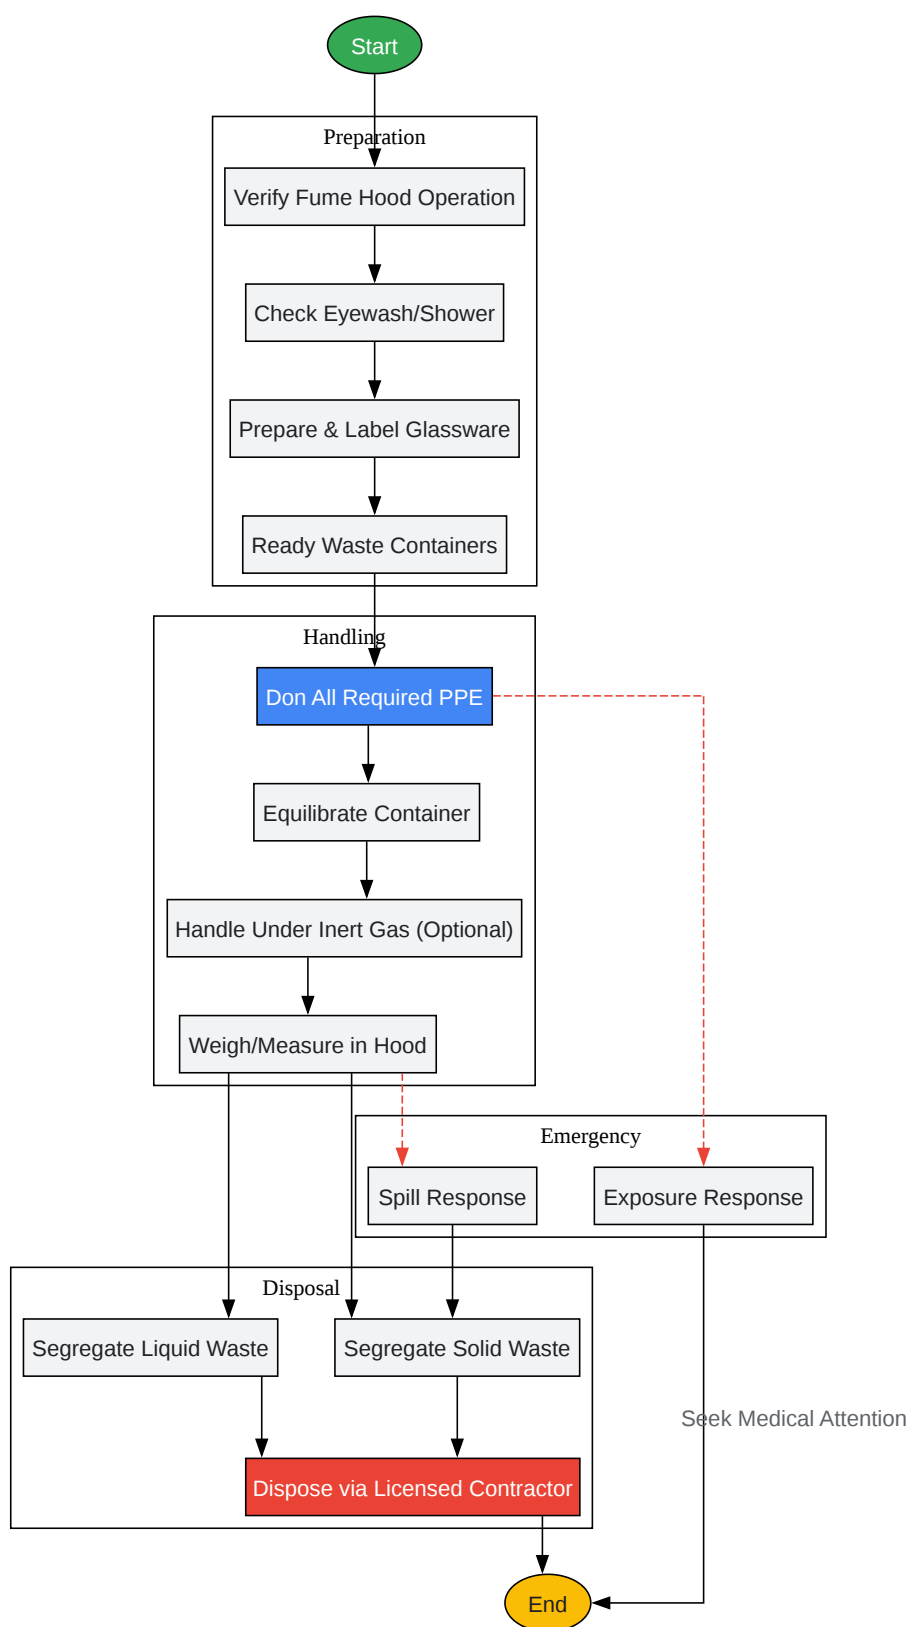 Start
Preparation
Verify Fume Hood Operation
Check Eyewash/Shower
Prepare & Label Glassware
Ready Waste Containers
Handling
Don All Required PPE
Equilibrate Container
Handle Under Inert Gas (Optional)
Weigh/Measure in Hood
Emergency
Spill Response
Exposure Response
Disposal
Segregate Liquid Waste
Segregate Solid Waste
Seek Medical Attention
Dispose via Licensed Contractor
End